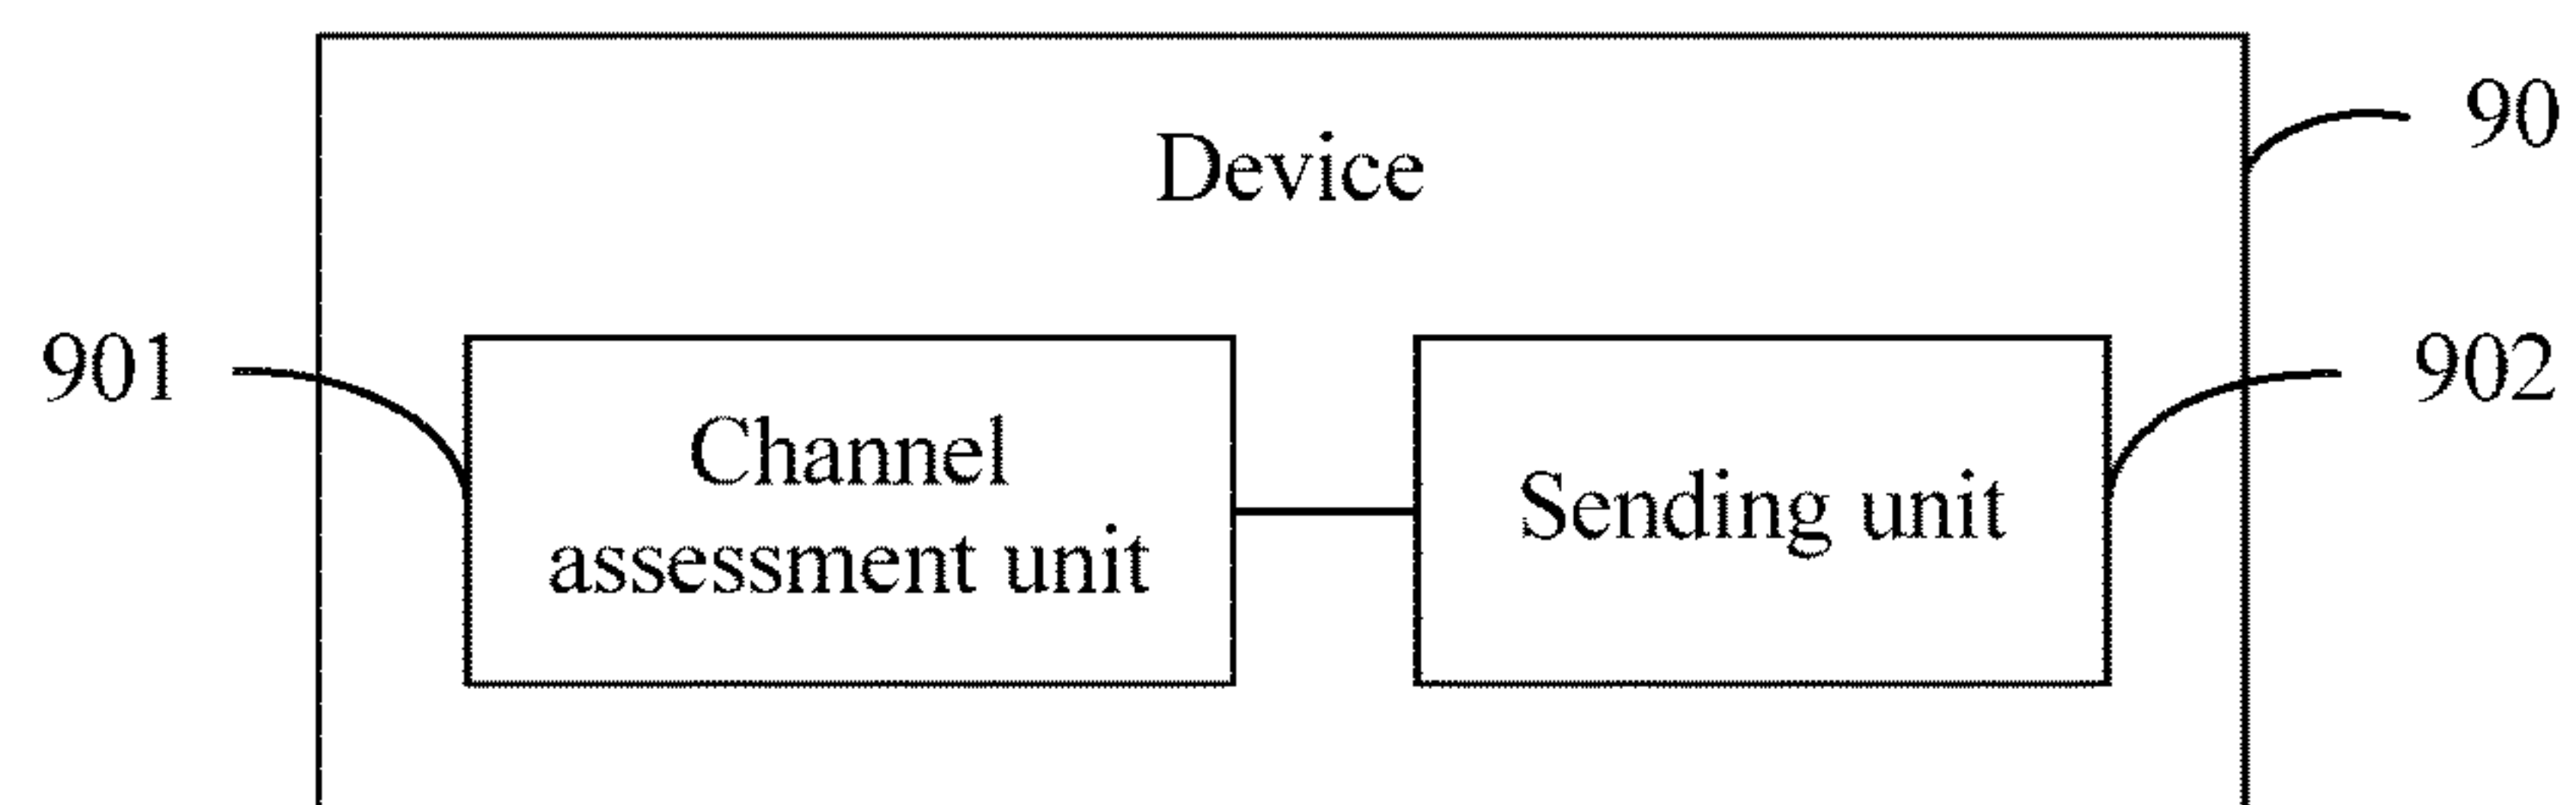 Device
90
901
Channel
assessment unit
Sending unit
902